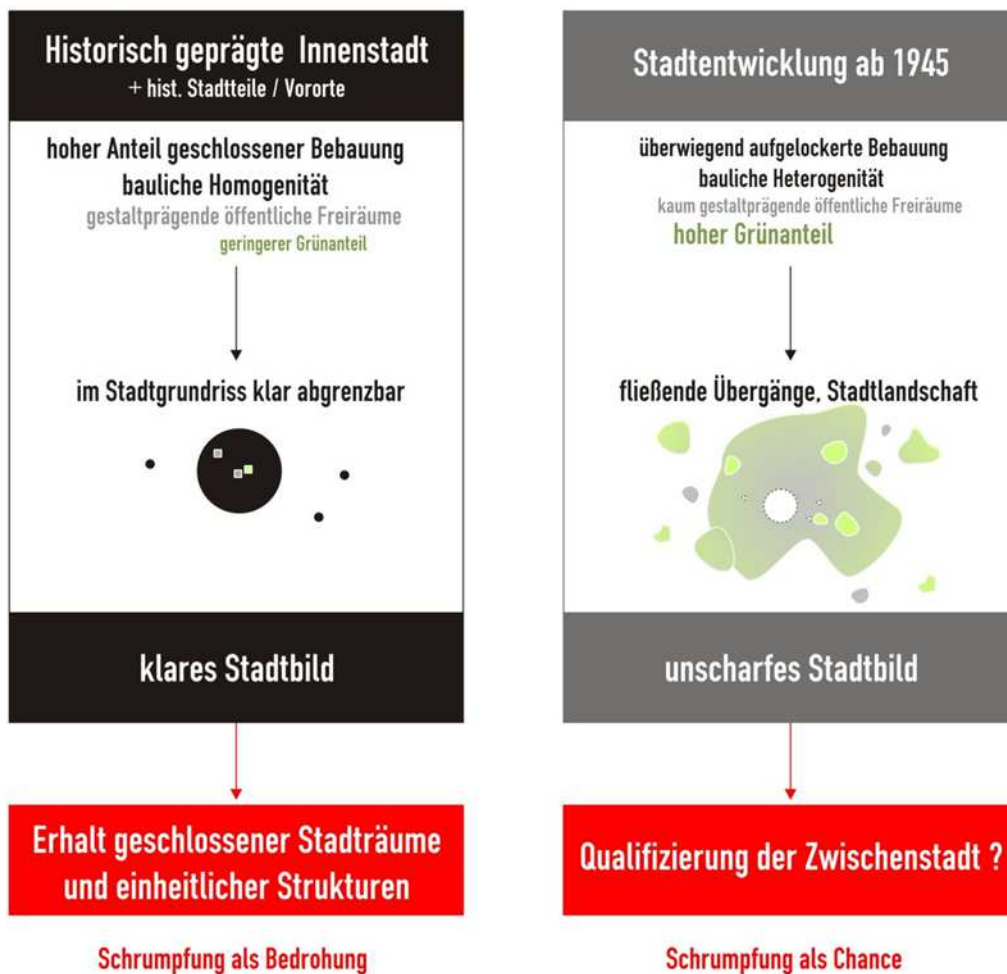 Historisch geprägte Innenstadt
+ hist. Stadtteile / Vororte
hoher Anteil geschlossener Bebauung
bauliche Homogenität
gestaltprägende öffentliche Freiräume
geringerer Grünanteil
im Stadtgrundriss klar abgrenzbar
klares Stadtbild
Erhalt geschlossener Stadträume
und einheitlicher Strukturen
Schrumpfung als Bedrohung
Stadtentwicklung ab 1945
überwiegend aufgelockerte Bebauung
bauliche Heterogenität
kaum gestaltprägende öffentliche Freiräume
hoher Grünanteil
fließende Übergänge, Stadtlandschaft
unscharfes Stadtbild
Qualifizierung der Zwischenstadt ?
Schrumpfung als Chance